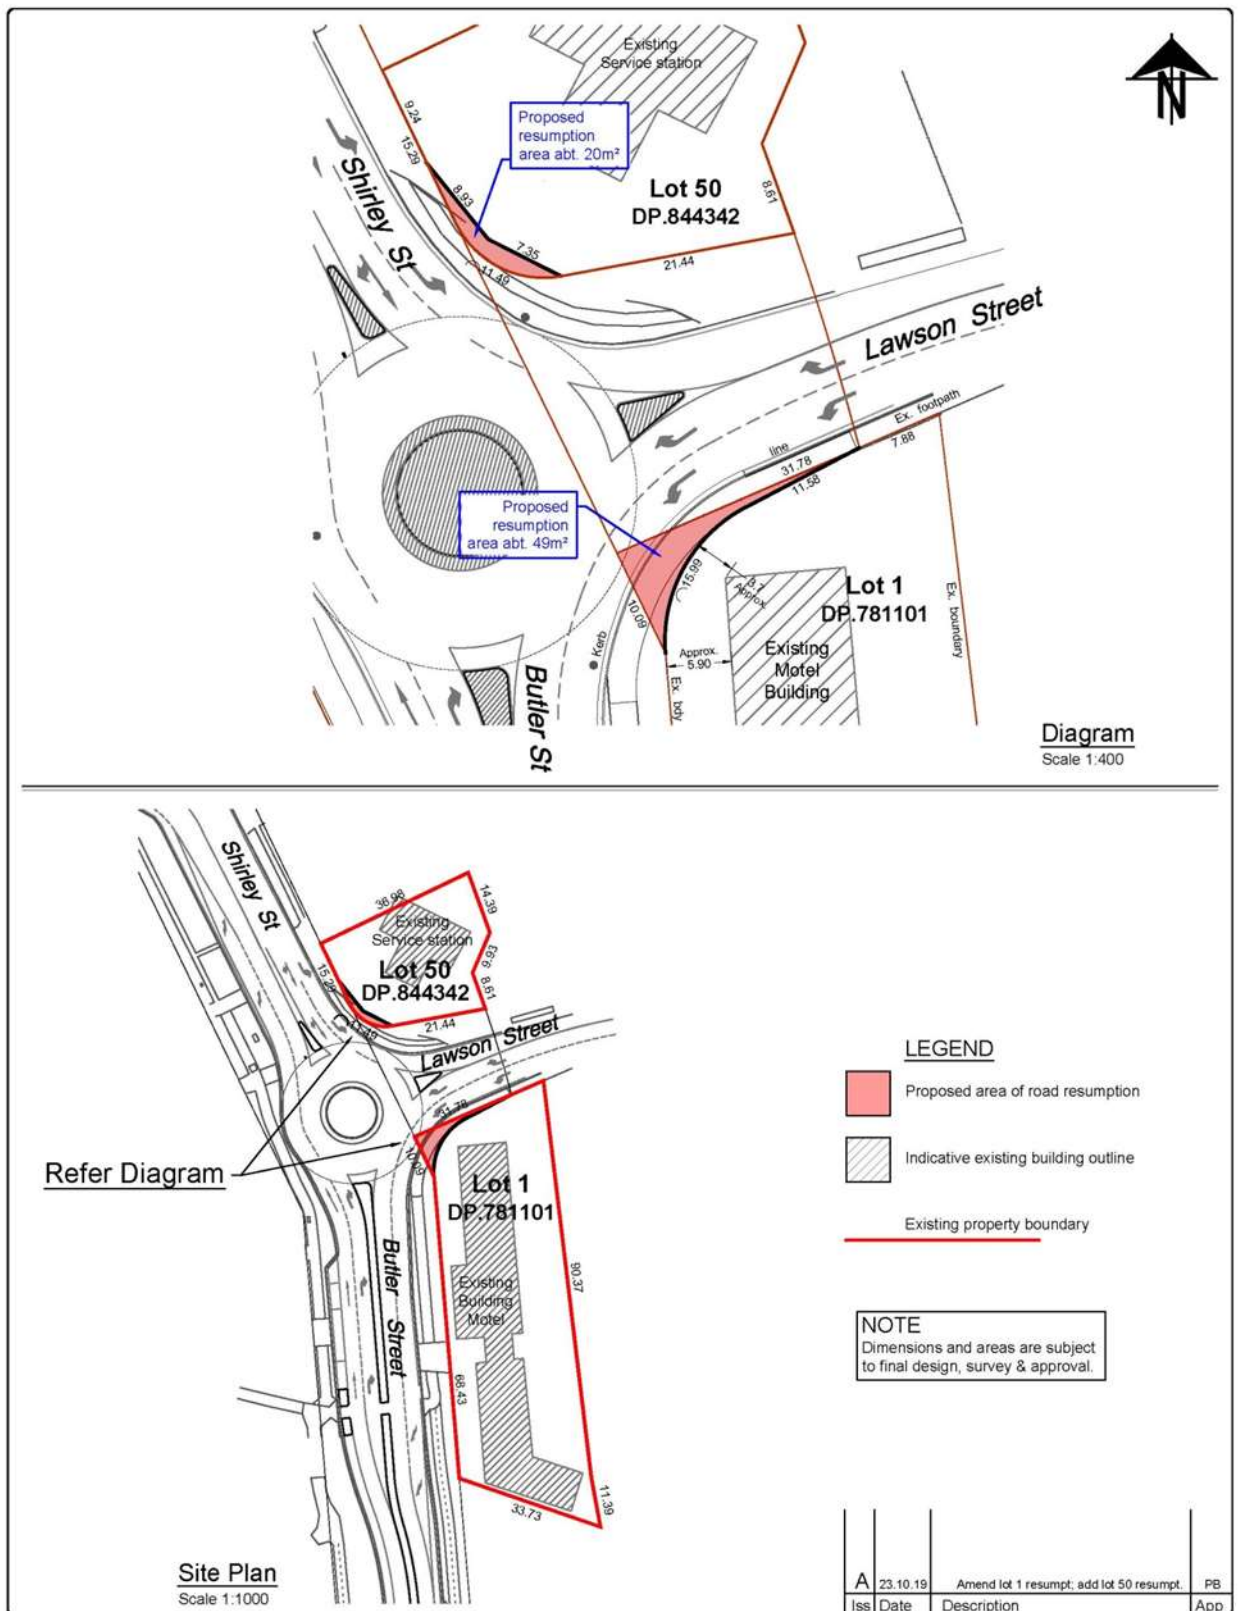 N
Existing
Service station
Proposed
resumption
area abt. 20m²
9.24
15.29
Shirley St
8.93
7.35
11.49
Lot 50
DP.844342
8.61
21.44
Lawson Street
Ex. footpath
7.88
line
31.78
11.58
Proposed
resumption
area abt. 49m²
10.09
15.99
3.7
Approx.
Lot 1
DP.781101
Ex. boundary
Existing
Motel
Building
Approx.
5.90
Kerb
Ex. bdy
Butler St
Diagram
Scale 1:400
Shirley St
36.98
14.39
Existing
Service station
9.93
15.29
Lot 50
DP.844342
8.61
11.49
21.44
Lawson Street
31.78
10.09
Refer Diagram
Lot 1
DP.781101
Butler Street
Existing
Building
Motel
90.37
68.43
33.73
11.39
Site Plan
Scale 1:1000
LEGEND
Proposed area of road resumption
Indicative existing building outline
Existing property boundary
NOTE
Dimensions and areas are subject
to final design, survey & approval.
A 23.10.19 Amend lot 1 resumpt; add lot 50 resumpt. PB
Iss Date Description App